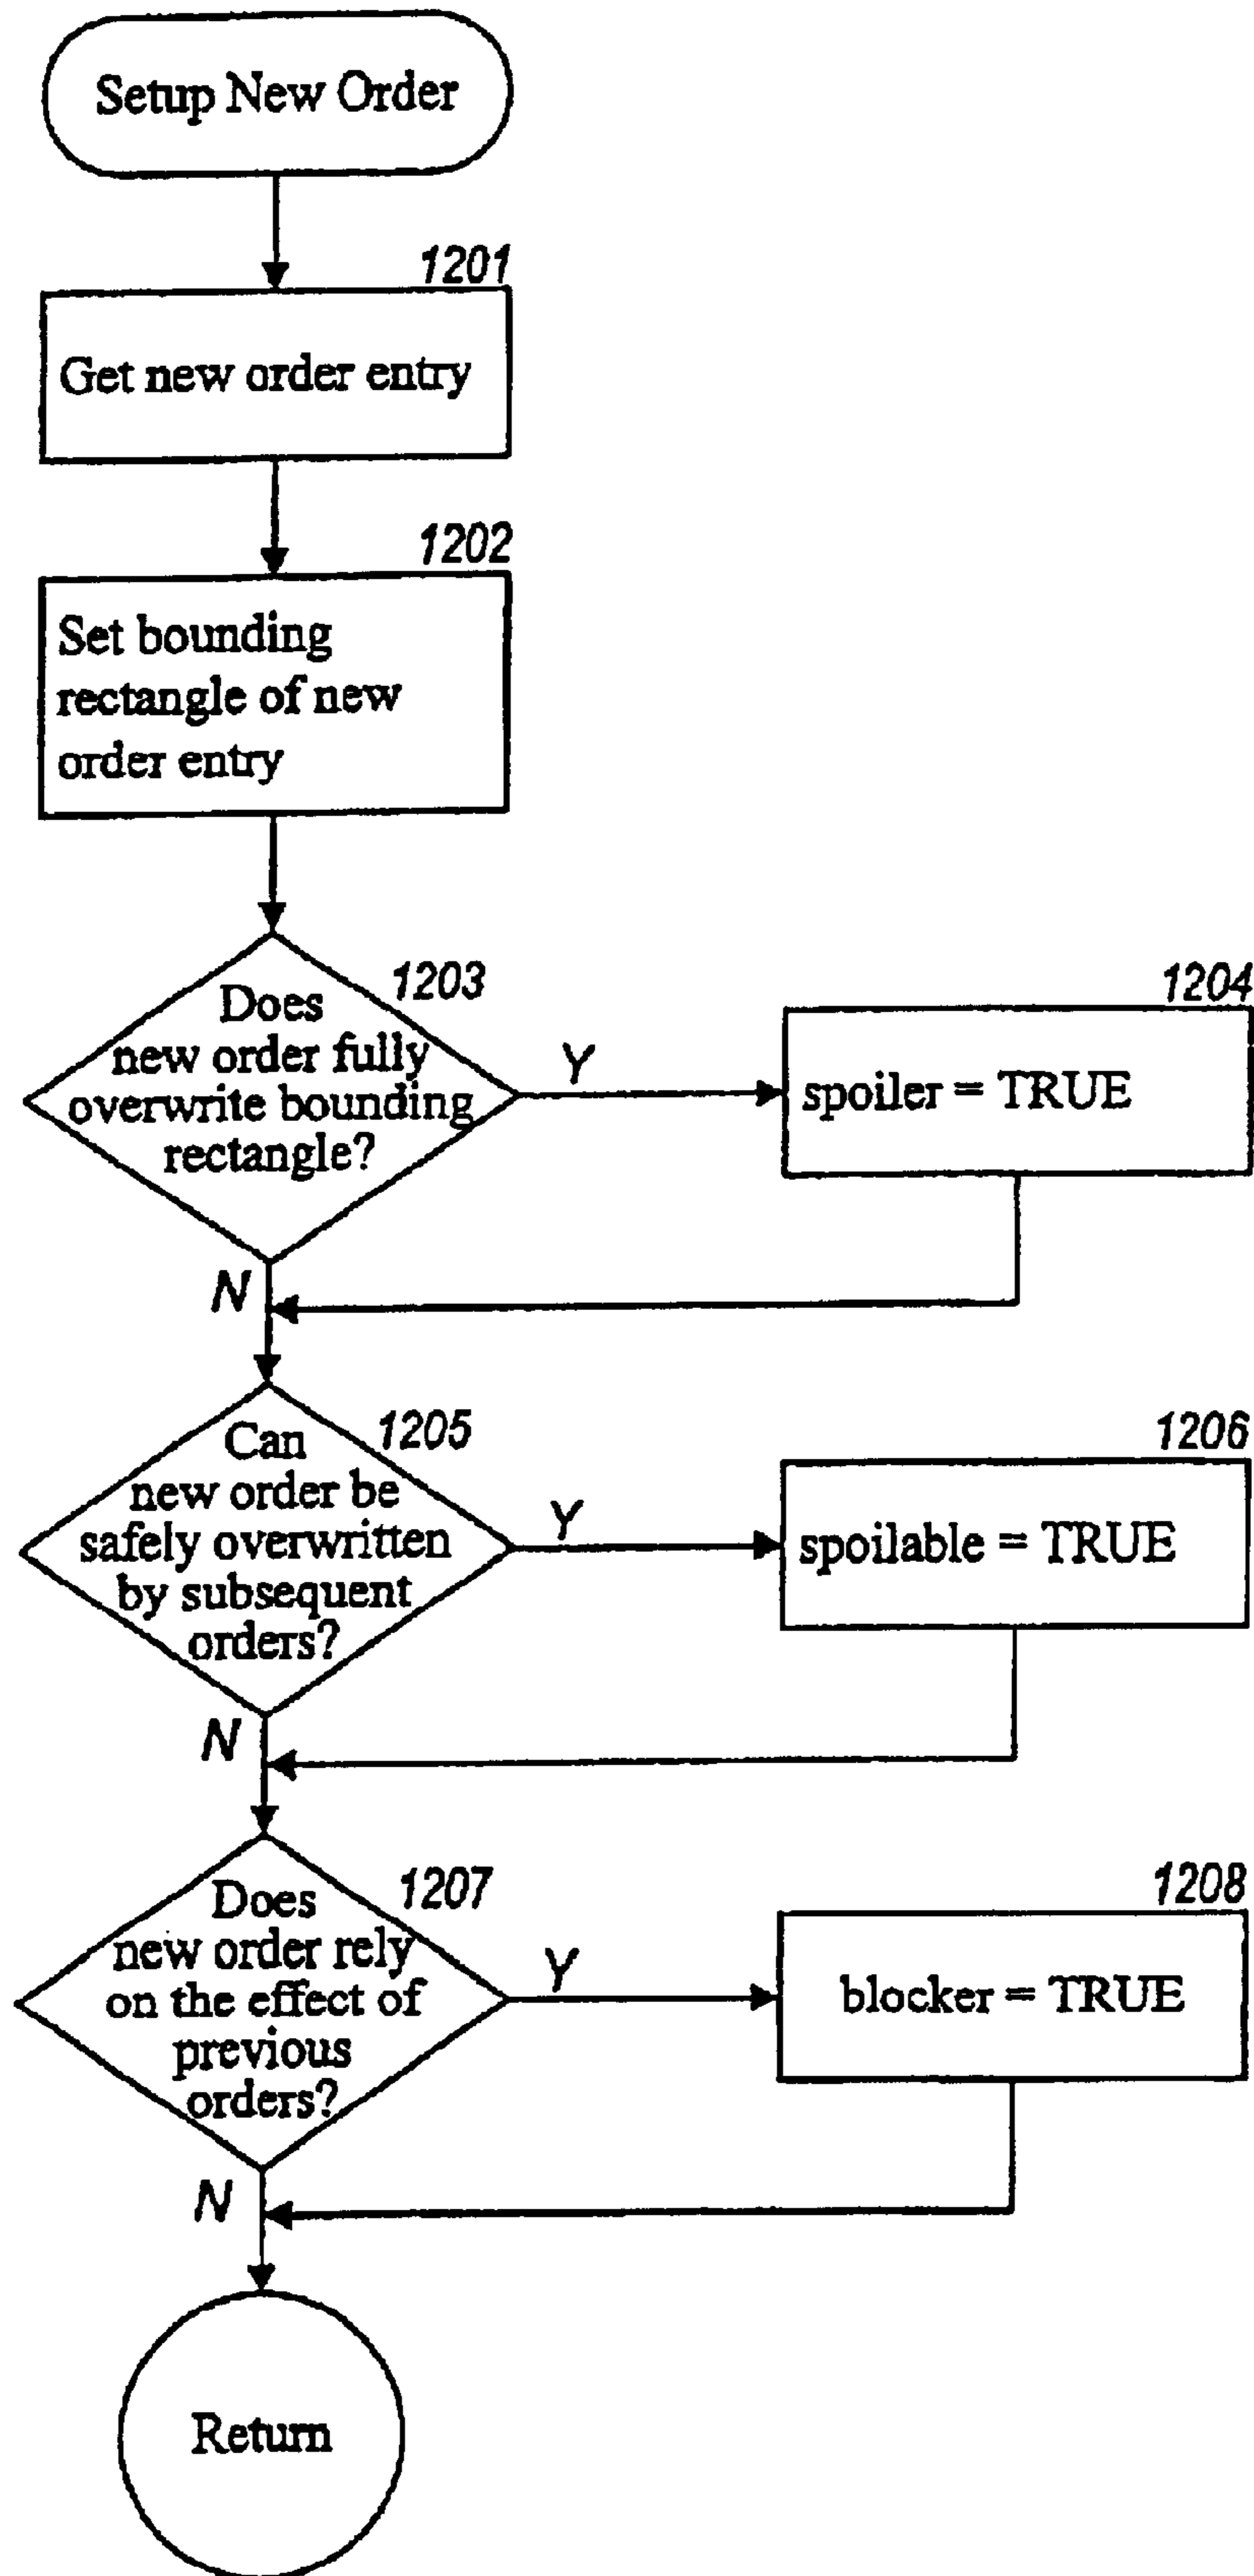 Setup New Order
1201
Get new order entry
1202
Set bounding
rectangle of new
order entry
1203
Does
new order fully
overwrite bounding
rectangle?
Y
1204
spoiler = TRUE
N
1205
Can
new order be
safely overwritten
by subsequent
orders?
Y
1206
spoilable = TRUE
N
1207
Does
new order rely
on the effect of
previous
orders?
Y
1208
blocker = TRUE
N
Return